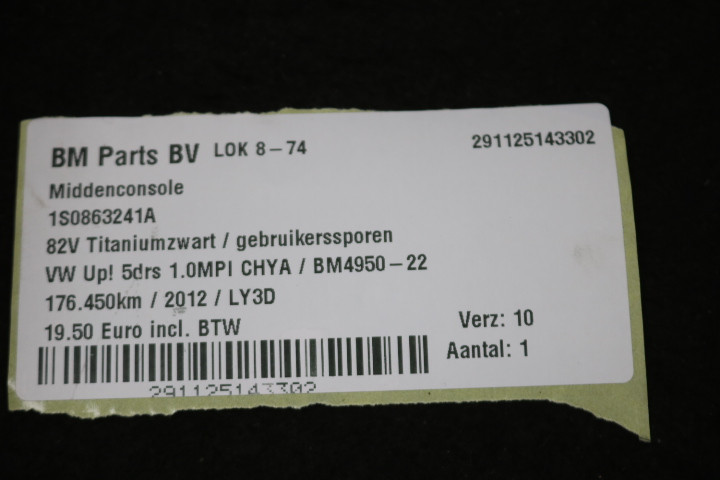 BM Parts BV LOK 8-74 291125143302
Middenconsole
1S0863241A
82V Titaniumzwart / gebruikerssporen
VW Up! 5drs 1.0MPI CHYA / BM4950-22
176.450km / 2012 / LY3D
19.50 Euro incl. BTW Verz: 10
Aantal: 1
291125143302